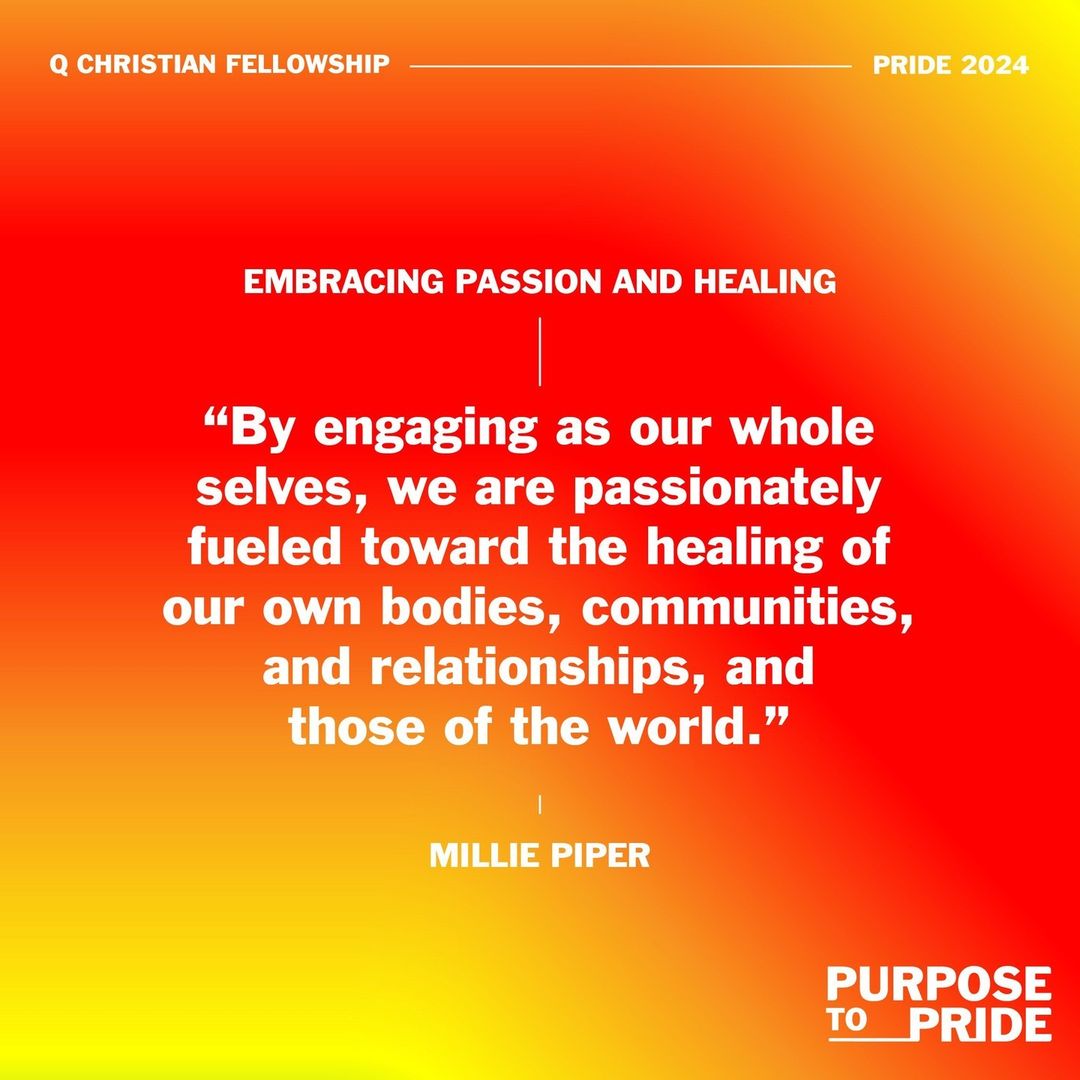 Q CHRISTIAN FELLOWSHIP
PRIDE 2024
EMBRACING PASSION AND HEALING
“By engaging as our whole
selves, we are passionately
fueled toward the healing of
our own bodies, communities,
and relationships, and
those of the world.”
MILLIE PIPER
PURPOSE
TO PRIDE